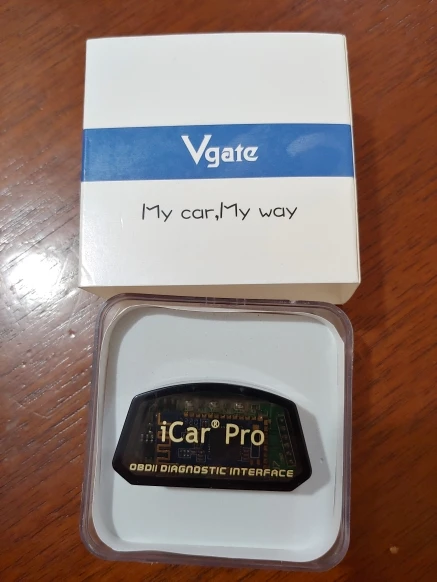 Vgate
My car,My way
iCar® Pro
OBDII DIAGNOSTIC INTERFACE